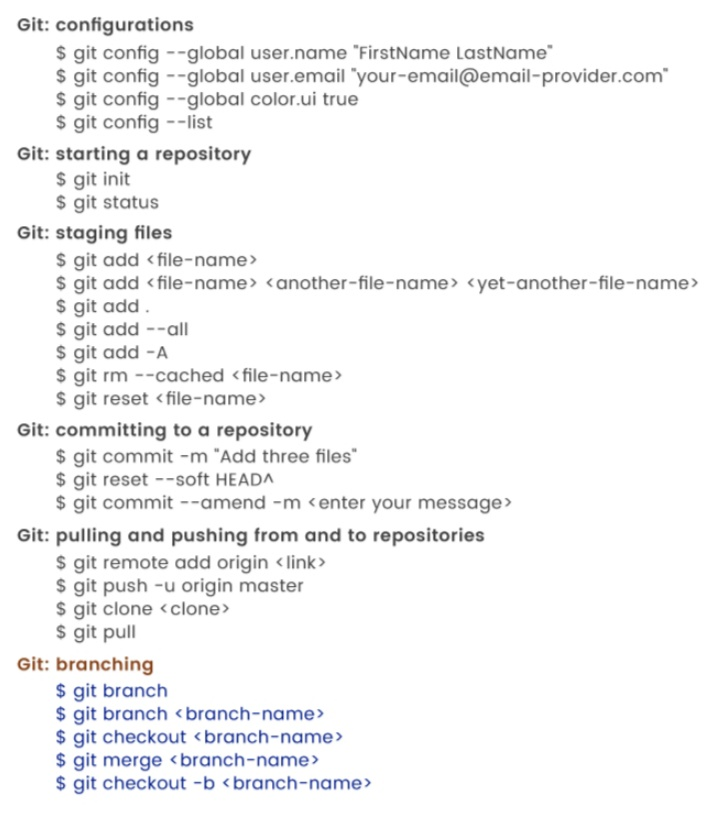 Git: configurations
$ git config --global user.name "FirstName LastName"
$ git config --global user.email "your-email@email-provider.com"
$ git config --global color.ui true
$ git config --list
Git: starting a repository
$ git init
$ git status
Git: staging files
$ git add <file-name>
$ git add <file-name> <another-file-name> <yet-another-file-name>
$ git add .
$ git add --all
$ git add -A
$ git rm --cached <file-name>
$ git reset <file-name>
Git: committing to a repository
$ git commit -m "Add three files"
$ git reset --soft HEAD^
$ git commit --amend -m <enter your message>
Git: pulling and pushing from and to repositories
$ git remote add origin <link>
$ git push -u origin master
$ git clone <clone>
$ git pull
Git: branching
$ git branch
$ git branch <branch-name>
$ git checkout <branch-name>
$ git merge <branch-name>
$ git checkout -b <branch-name>